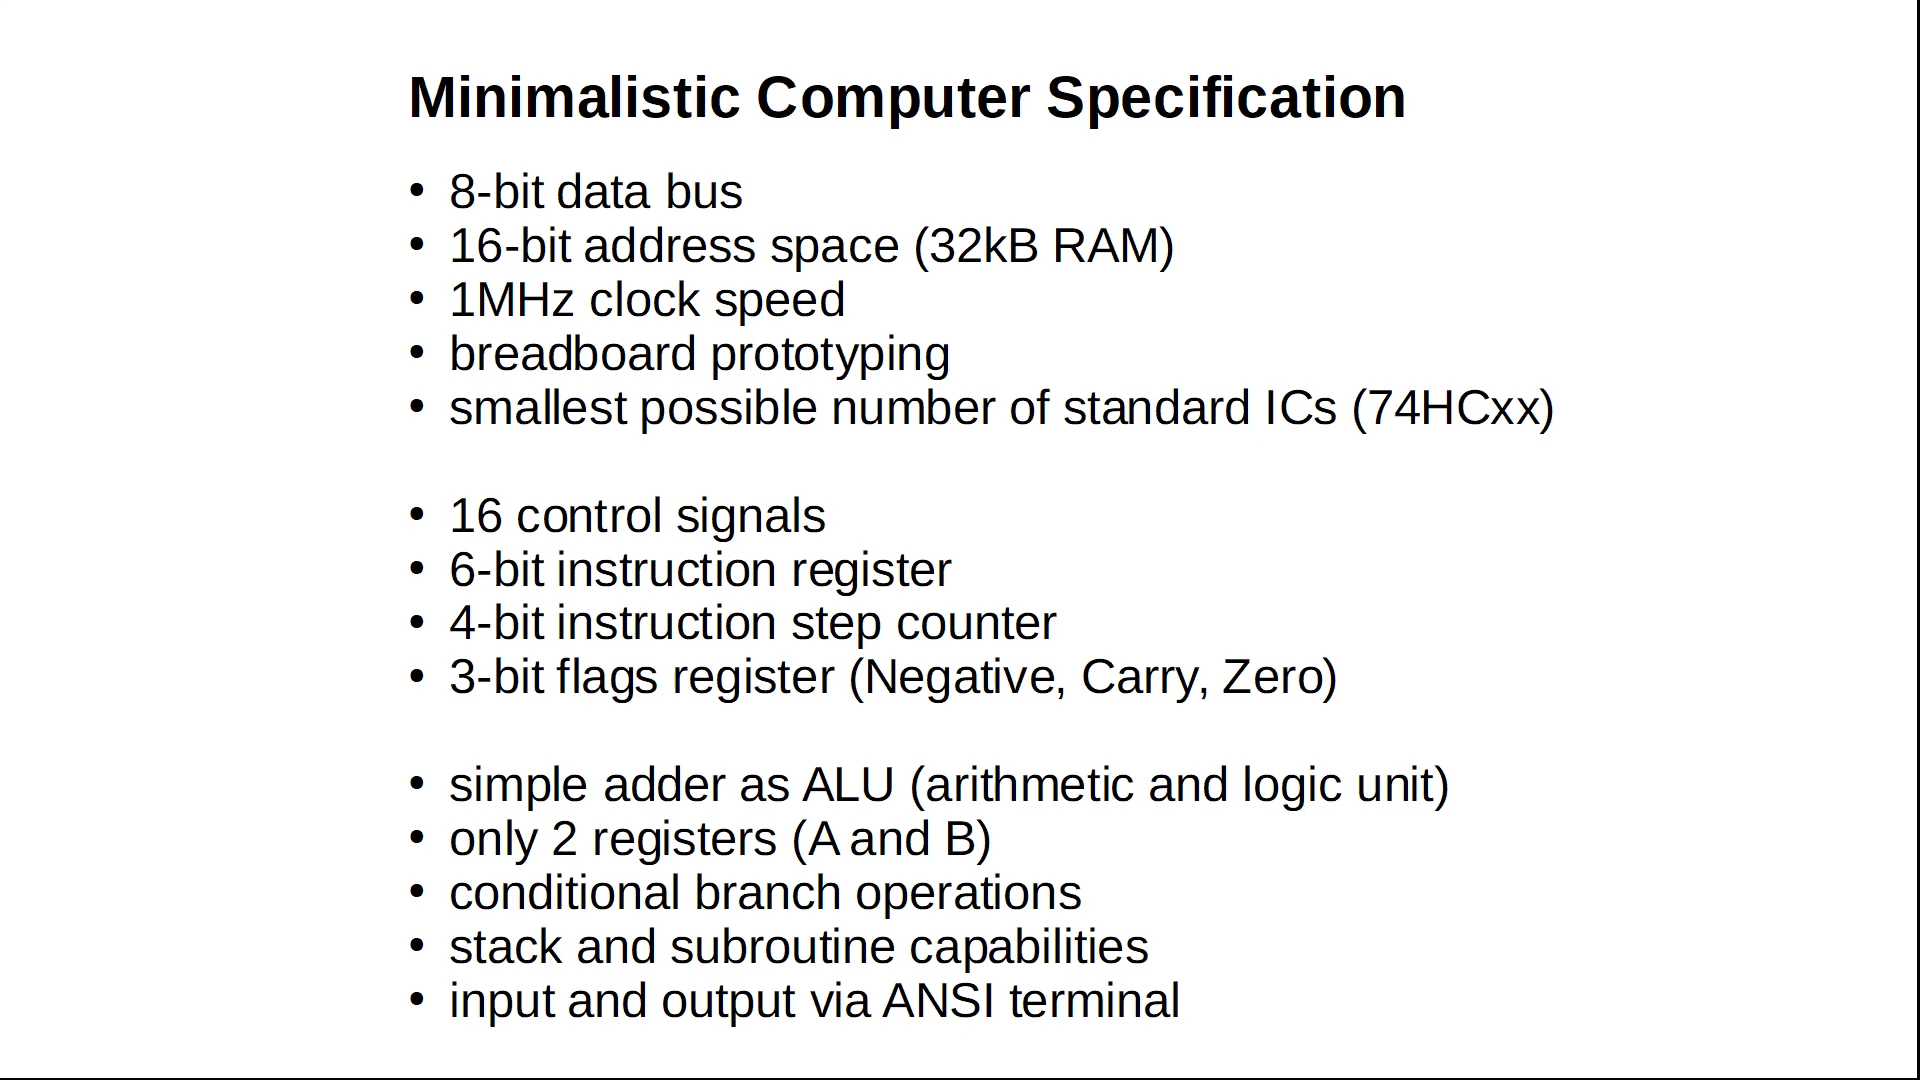 Minimalistic Computer Specification
• 8-bit data bus
• 16-bit address space (32kB RAM)
• 1MHz clock speed
• breadboard prototyping
• smallest possible number of standard ICs (74HCxx)
• 16 control signals
• 6-bit instruction register
• 4-bit instruction step counter
• 3-bit flags register (Negative, Carry, Zero)
• simple adder as ALU (arithmetic and logic unit)
• only 2 registers (A and B)
• conditional branch operations
• stack and subroutine capabilities
• input and output via ANSI terminal